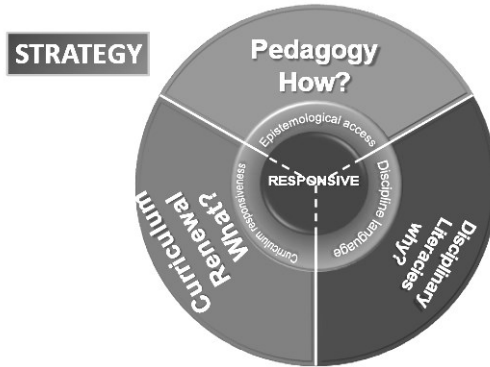 STRATEGY
Pedagogy
How?
Epistemological access
RESPONSIVE
Discipline language
Curriculum responsiveness
Curriculum
Renewal
What?
Disciplinary
Literacies
why?